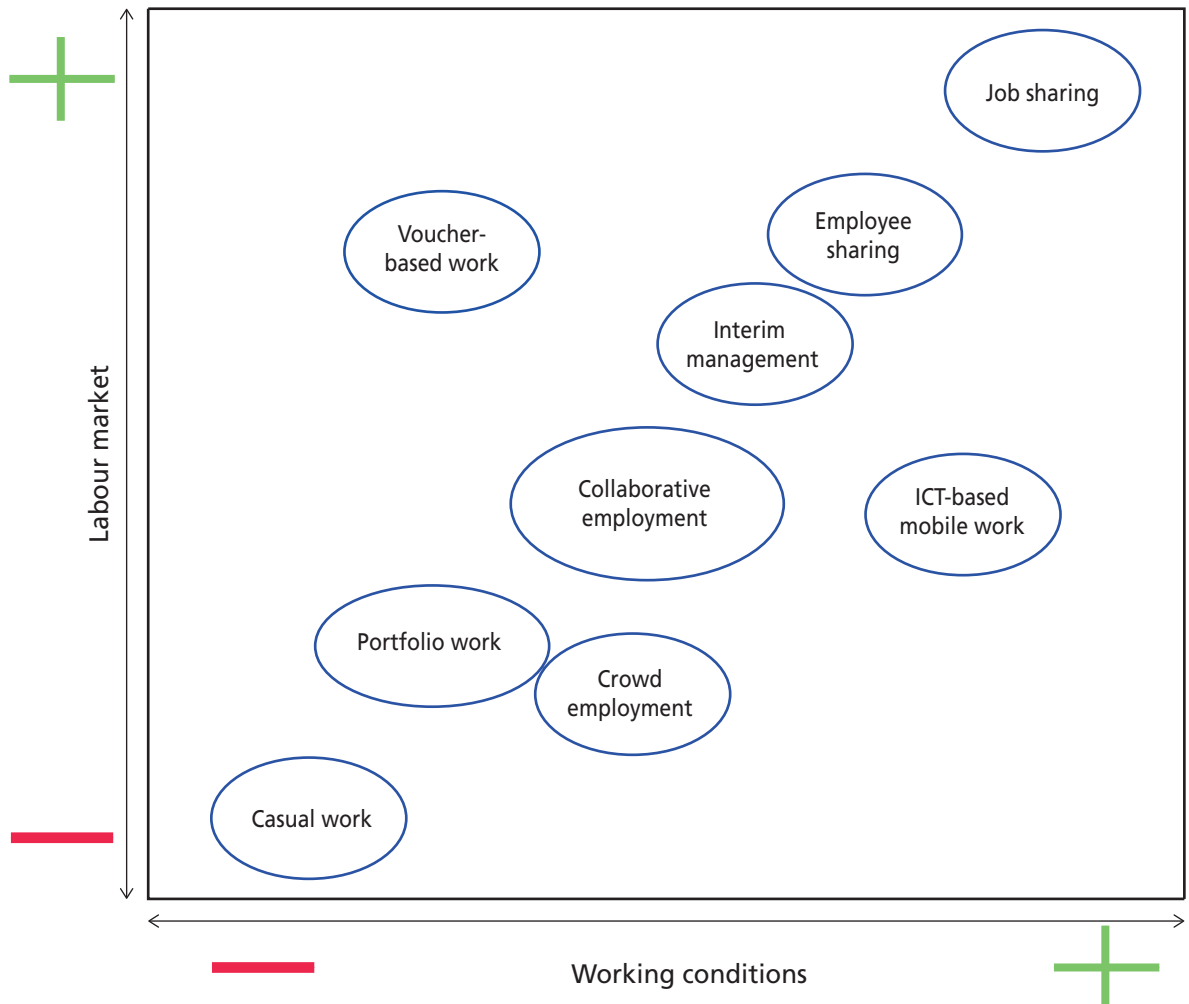 Job sharing
Employee
sharing
Voucher-
based work
Interim
management
Labour market
Collaborative
employment
ICT-based
mobile work
Portfolio work
Crowd
employment
Casual work
Working conditions